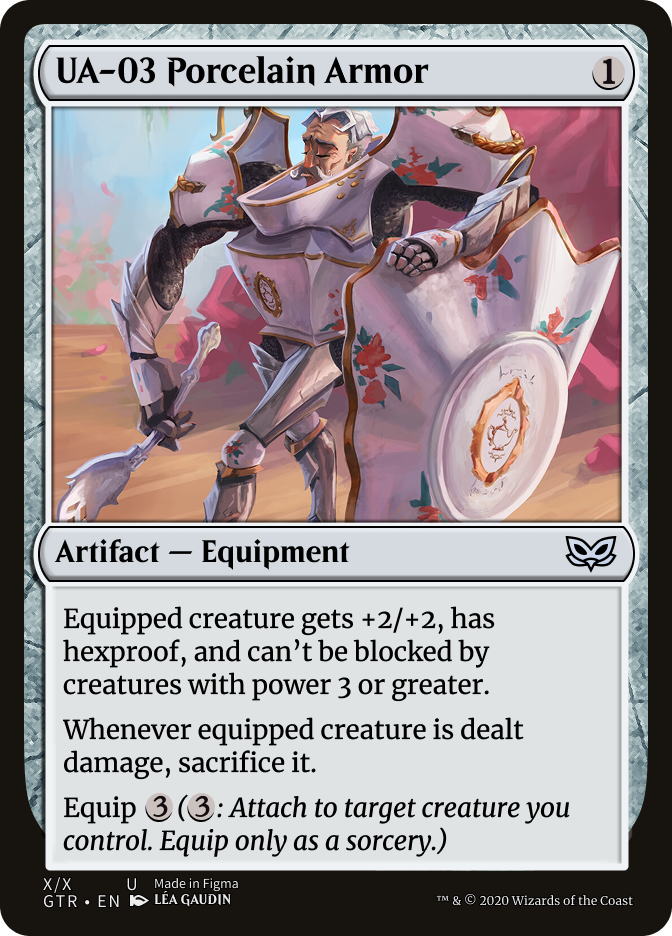 UA-03 Porcelain Armor 1
Artifact — Equipment
Equipped creature gets +2/+2, has
hexproof, and can't be blocked by
creatures with power 3 or greater.
Whenever equipped creature is dealt
damage, sacrifice it.
Equip 3 (3: Attach to target creature you
control. Equip only as a sorcery.)
X/X U Made in Figma
GTR • EN LÉA GAUDIN ™ & © 2020 Wizards of the Coast